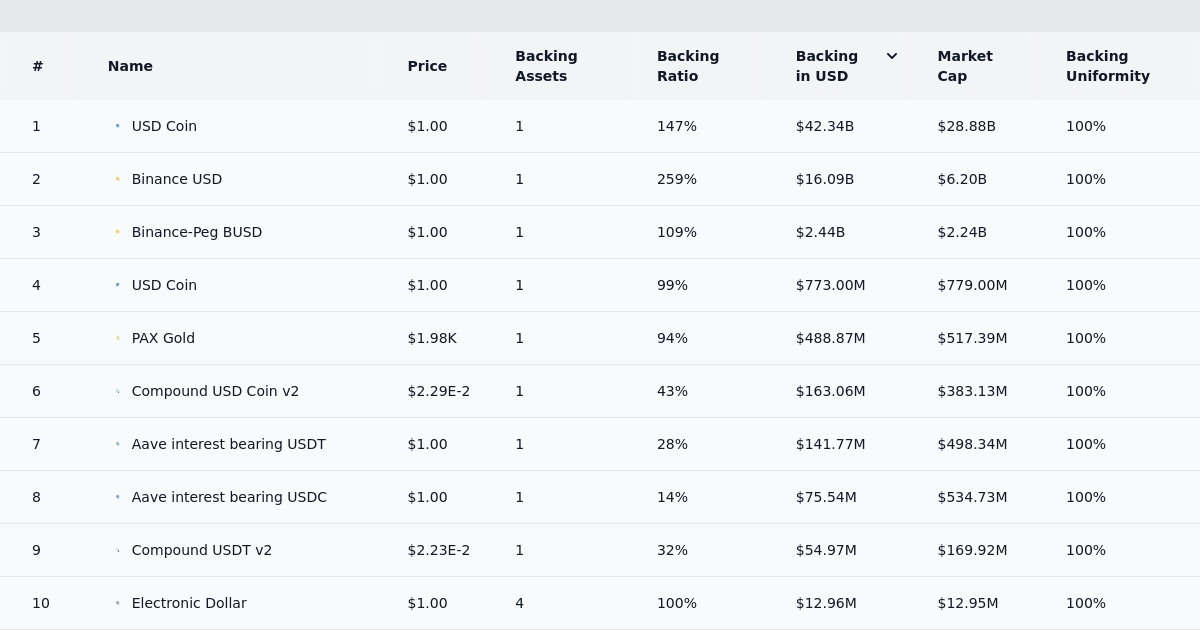 # Name Price Backing Assets Backing Ratio Backing in USD Market Cap Backing Uniformity
1 USD Coin $1.00 1 147% $42.34B $28.88B 100%
2 Binance USD $1.00 1 259% $16.09B $6.20B 100%
3 Binance-Peg BUSD $1.00 1 109% $2.44B $2.24B 100%
4 USD Coin $1.00 1 99% $773.00M $779.00M 100%
5 PAX Gold $1.98K 1 94% $488.87M $517.39M 100%
6 Compound USD Coin v2 $2.29E-2 1 43% $163.06M $383.13M 100%
7 Aave interest bearing USDT $1.00 1 28% $141.77M $498.34M 100%
8 Aave interest bearing USDC $1.00 1 14% $75.54M $534.73M 100%
9 Compound USDT v2 $2.23E-2 1 32% $54.97M $169.92M 100%
10 Electronic Dollar $1.00 4 100% $12.96M $12.95M 100%